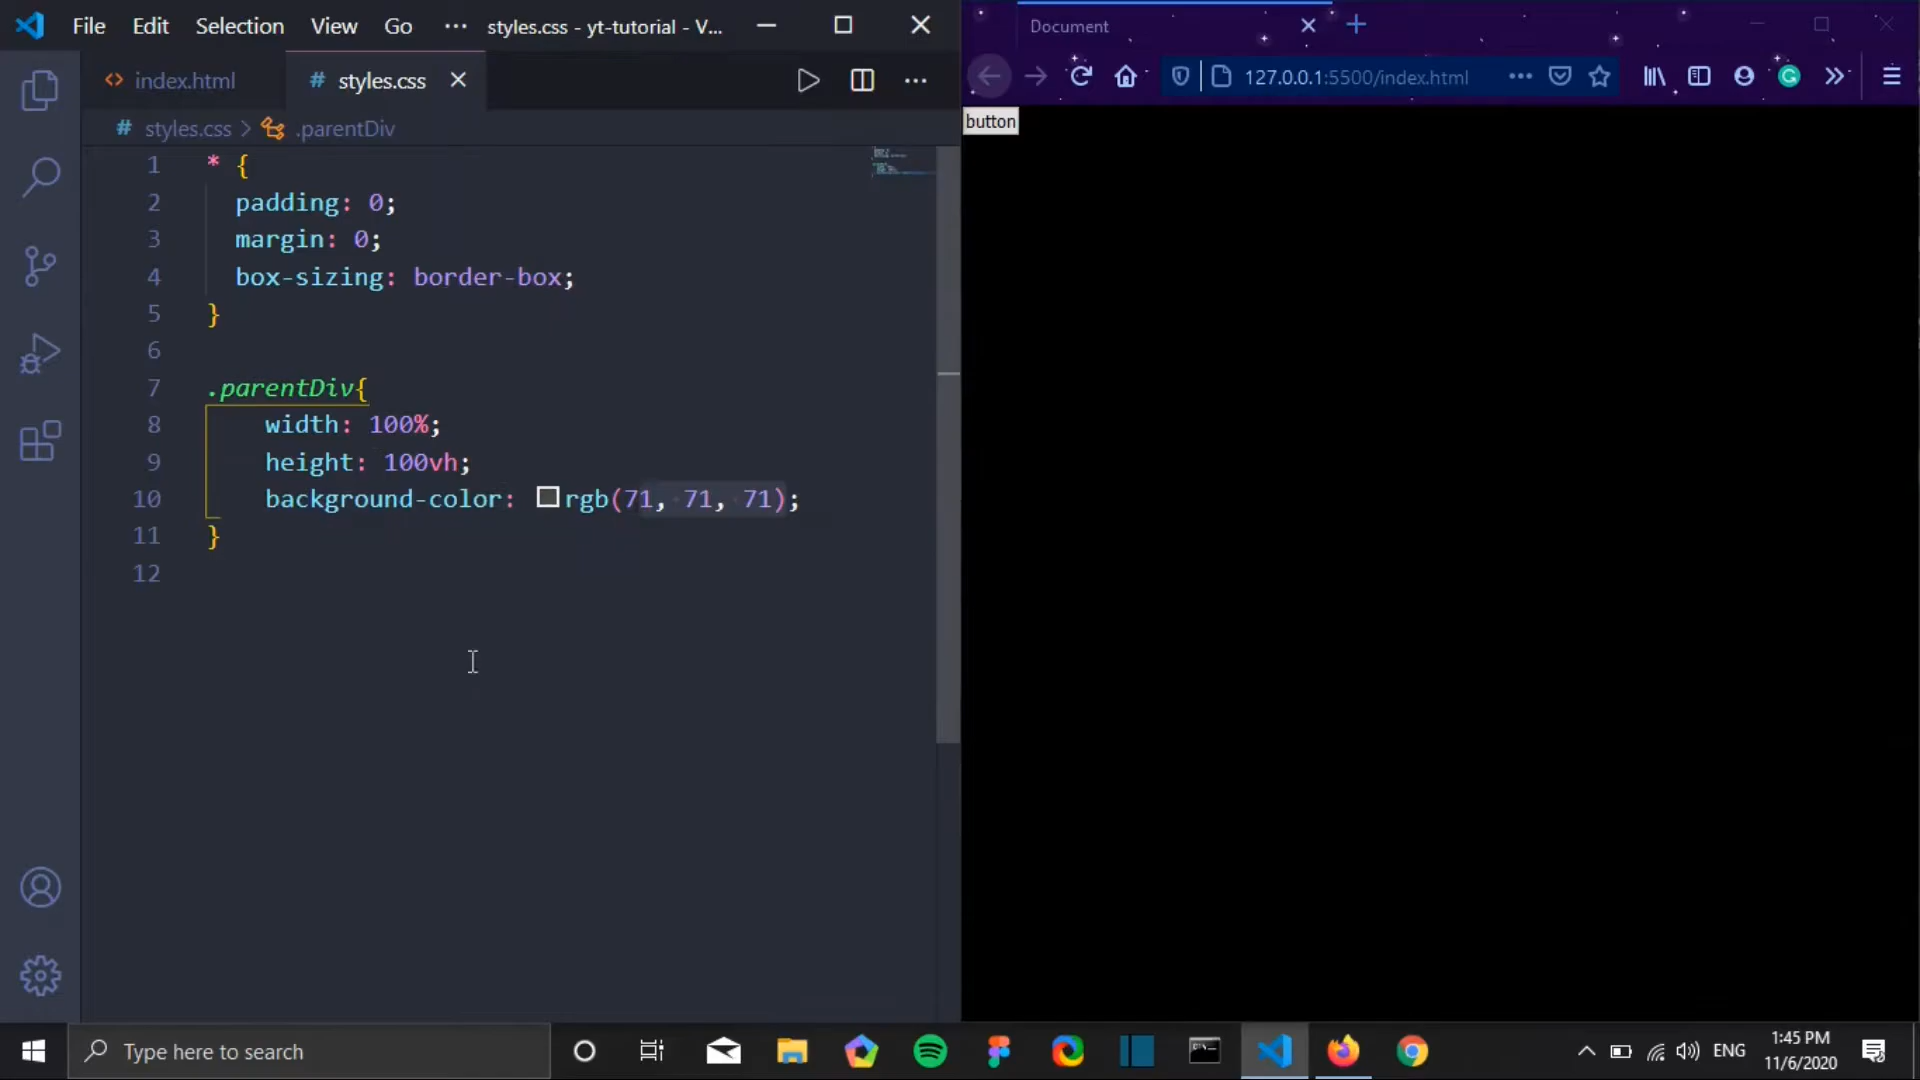 File Edit Selection View Go ··· styles.css - yt-tutorial - V...
index.html # styles.css
# styles.css > .parentDiv
1 * {
2 padding: 0;
3 margin: 0;
4 box-sizing: border-box;
5 }
6
7 .parentDiv{
8 width: 100%;
9 height: 100vh;
10 background-color: rgb(71, 71, 71);
11 }
12
Document
127.0.0.1:5500/index.html
button
Type here to search
ENG
1:45 PM
11/6/2020